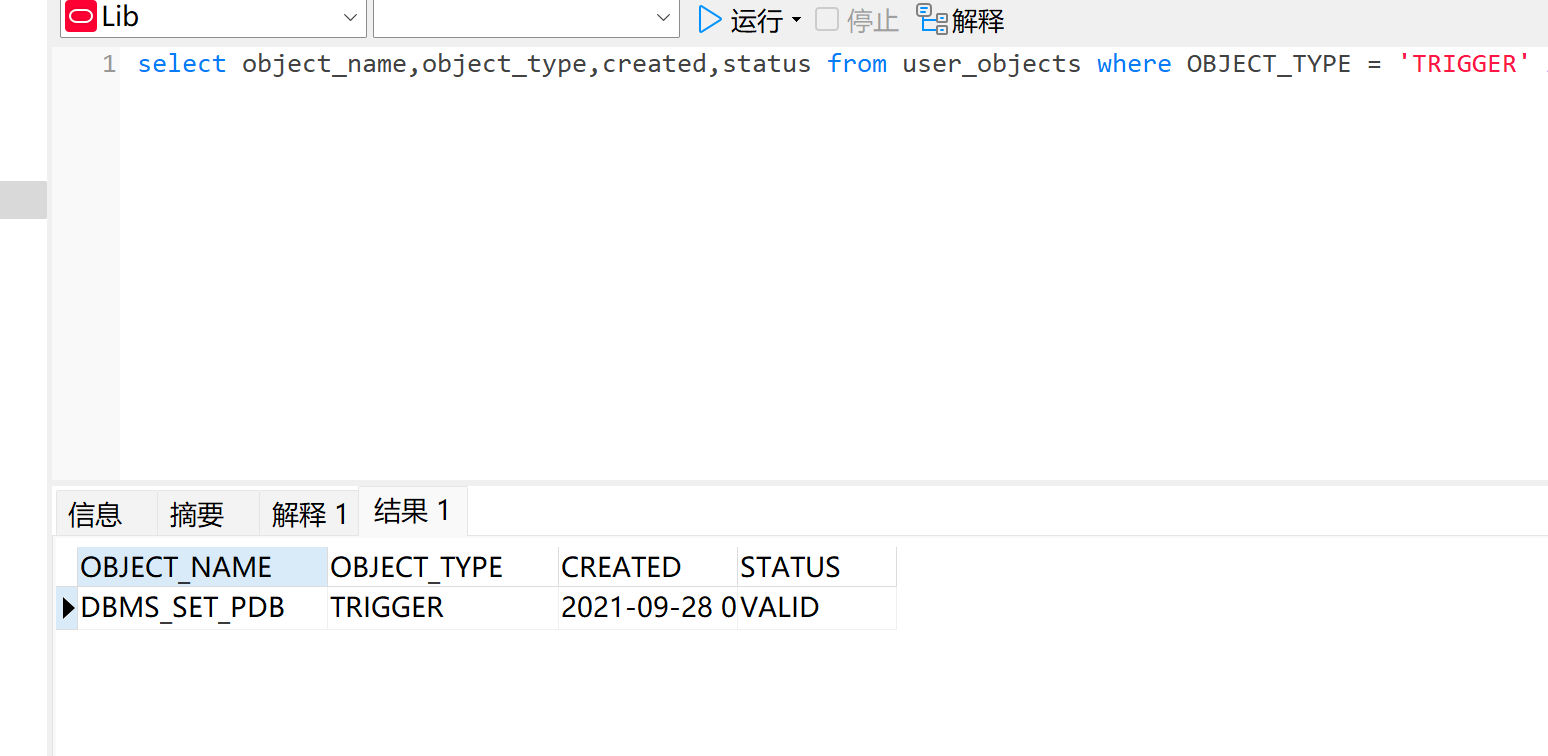 Lib 运行 停止 解释
1 select object_name,object_type,created,status from user_objects where OBJECT_TYPE = 'TRIGGER'
信息 摘要 解释 1 结果 1
OBJECT_NAME OBJECT_TYPE CREATED STATUS
DBMS_SET_PDB TRIGGER 2021-09-28 0 VALID